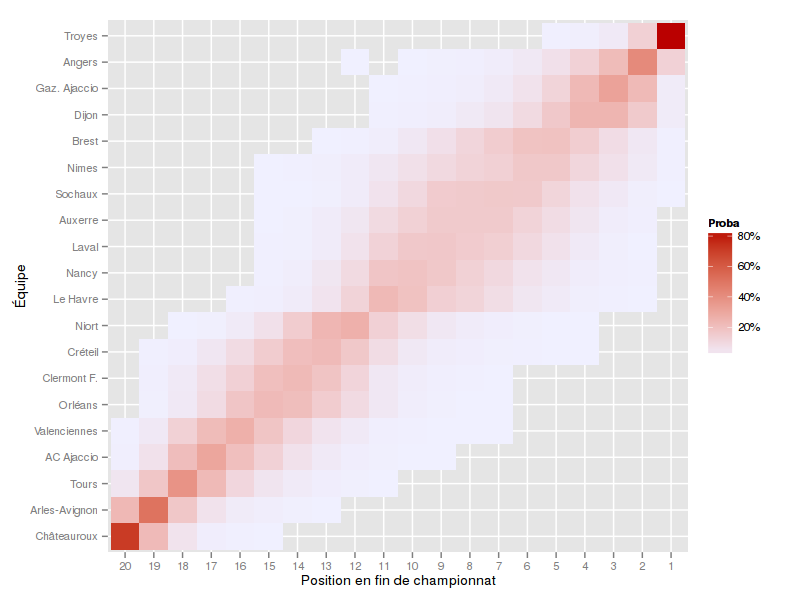 Troyes
Angers
Gaz. Ajaccio
Dijon
Brest
Nimes
Sochaux
Auxerre
Laval
Nancy
Le Havre
Niort
Créteil
Clermont F.
Orléans
Valenciennes
AC Ajaccio
Tours
Arles-Avignon
Châteauroux
Équipe
20 19 18 17 16 15 14 13 12 11 10 9 8 7 6 5 4 3 2 1
Position en fin de championnat
Proba
80%
60%
40%
20%